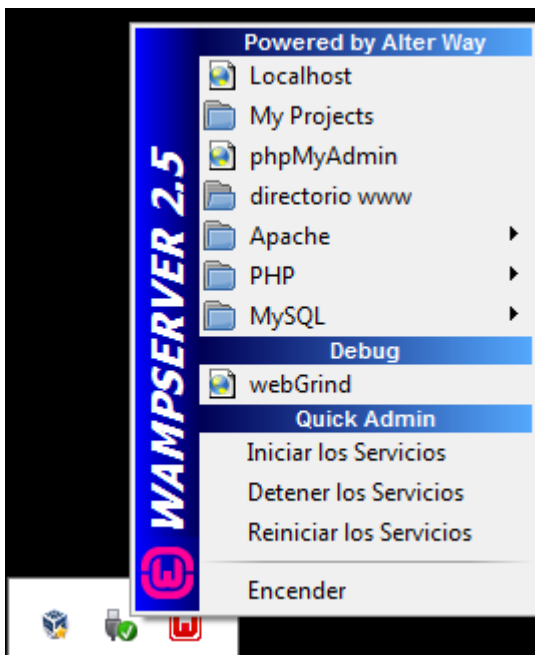 Powered by Alter Way
Localhost
My Projects
phpMyAdmin
directorio www
Apache
PHP
MySQL
Debug
webGrind
Quick Admin
Iniciar los Servicios
Detener los Servicios
Reiniciar los Servicios
Encender
WAMPSERVER 2.5